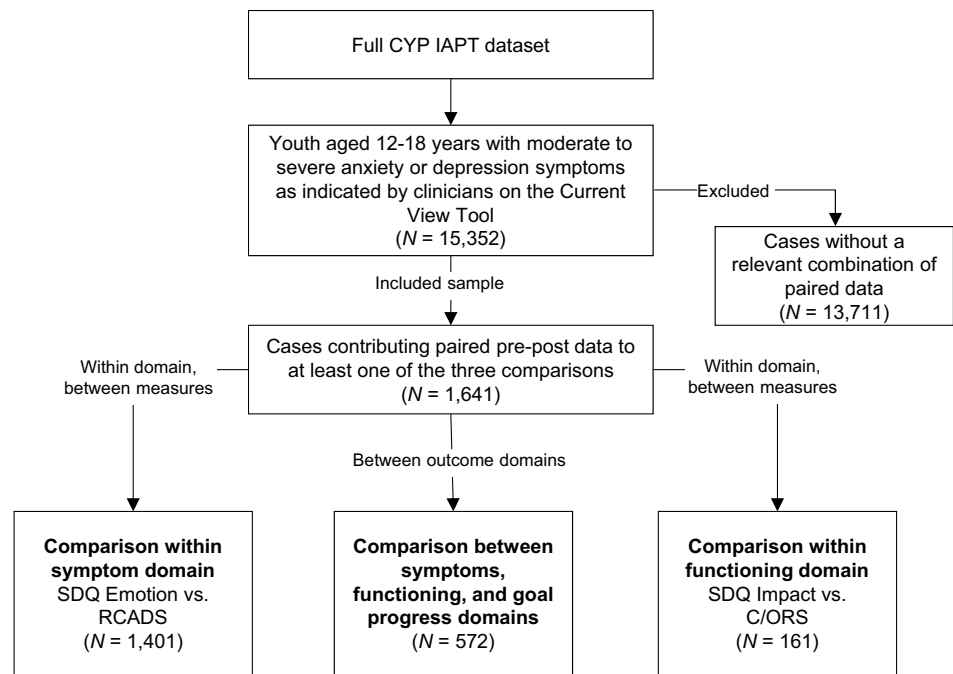 Full CYP IAPT dataset
Youth aged 12-18 years with moderate to
severe anxiety or depression symptoms
as indicated by clinicians on the Current
View Tool
(N = 15,352)
Excluded
Cases without a
relevant combination of
paired data
(N = 13,711)
Included sample
Cases contributing paired pre-post data to
at least one of the three comparisons
(N = 1,641)
Within domain,
between measures
Within domain,
between measures
Between outcome domains
Comparison within
symptom domain
SDQ Emotion vs.
RCADS
(N = 1,401)
Comparison between
symptoms,
functioning, and goal
progress domains
(N = 572)
Comparison within
functioning domain
SDQ Impact vs.
C/ORS
(N = 161)